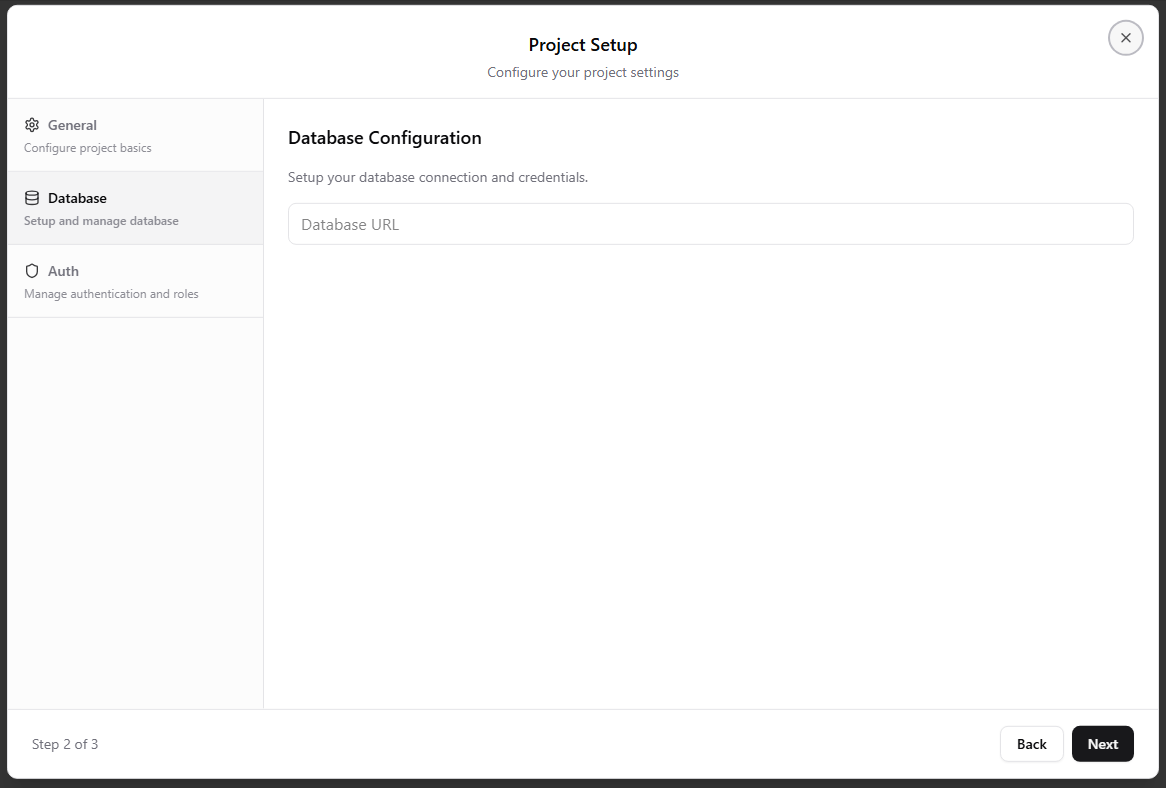 Project Setup
Configure your project settings
General
Configure project basics
Database
Setup and manage database
Auth
Manage authentication and roles
Database Configuration
Setup your database connection and credentials.
Database URL
Step 2 of 3
Back
Next